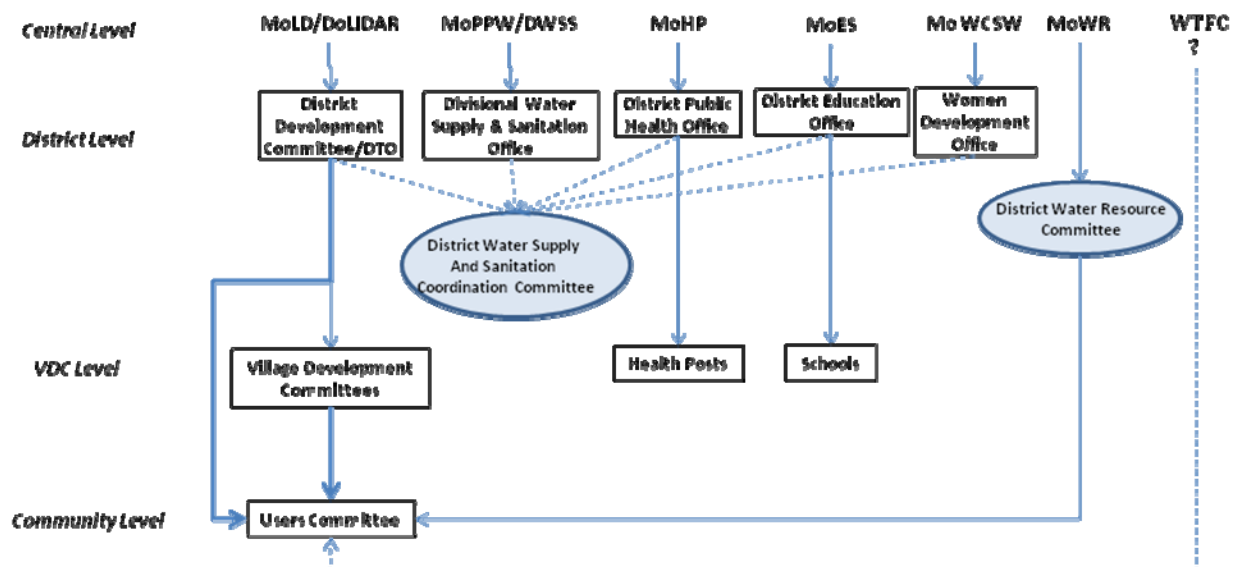 Central Level
MoLD/DoLIDAR
MoPPW/DWSS
MoHP
MoES
Mo WCSW
MoWR
WTFC
?
District Level
District
Development
Committee/DTO
Divisional Water
Supply & Sanitation
Office
District Public
Health Office
District Education
Office
Women
Development
Office
District Water Supply
And Sanitation
Coordination Committee
District Water Resource
Committee
VDC Level
Village Development
Committees
Health Posts
Schools
Community Level
Users Committee